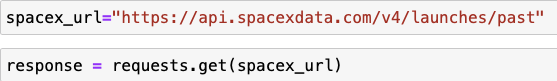 spacex_url="https://api.spacexdata.com/v4/launches/past"
response = requests.get(spacex_url)